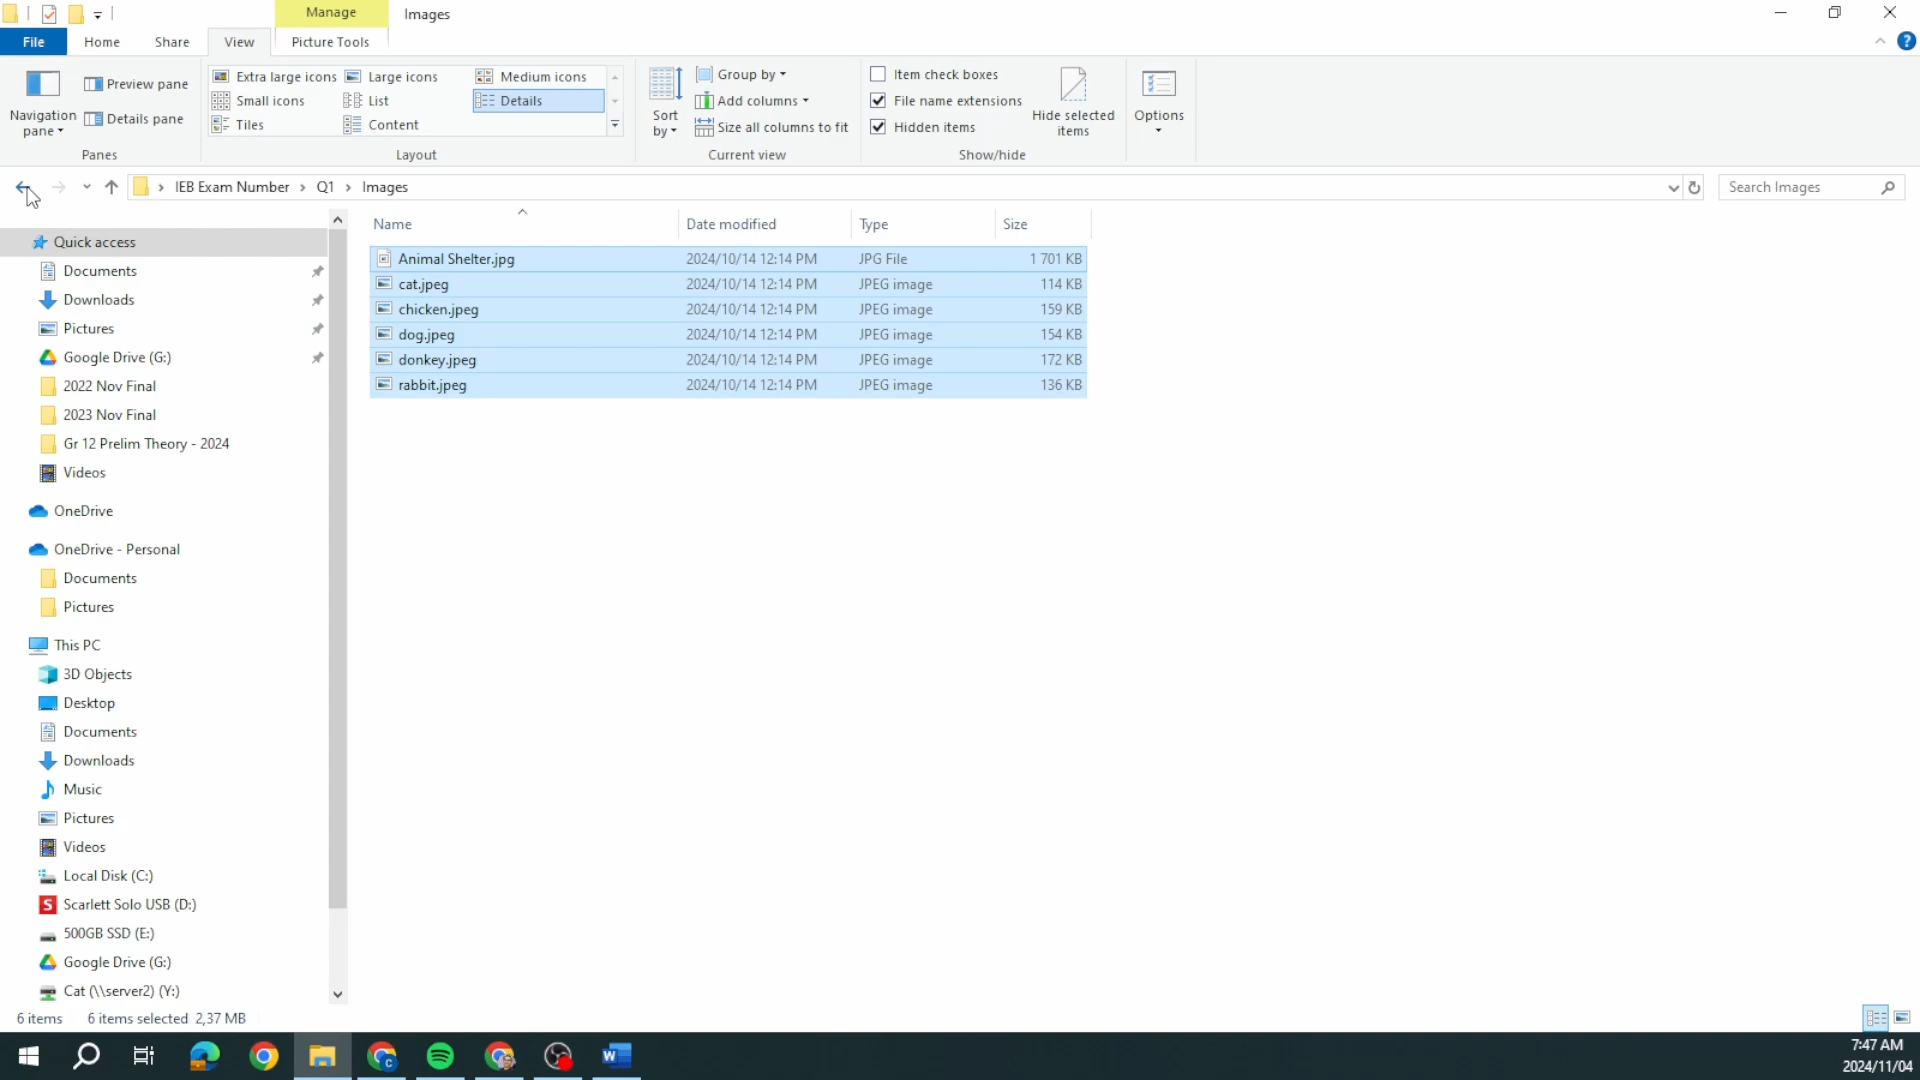 Manage
Images
File
Home
Share
View
Picture Tools
Navigation pane
Preview pane
Details pane
Panes
Extra large icons
Large icons
Medium icons
Small icons
List
Details
Tiles
Content
Layout
Sort by
Group by
Add columns
Size all columns to fit
Current view
Item check boxes
File name extensions
Hidden items
Hide selected items
Show/hide
Options
IEB Exam Number
Q1
Images
Search Images
Quick access
Documents
Downloads
Pictures
Google Drive (G:)
2022 Nov Final
2023 Nov Final
Gr 12 Prelim Theory - 2024
Videos
OneDrive
OneDrive - Personal
Documents
Pictures
This PC
3D Objects
Desktop
Documents
Downloads
Music
Pictures
Videos
Local Disk (C:)
Scarlett Solo USB (D:)
500GB SSD (E:)
Google Drive (G:)
Cat (\\server2) (Y:)
Name Date modified Type Size
Animal Shelter.jpg 2024/10/14 12:14 PM JPG File 1 701 KB
cat.jpeg 2024/10/14 12:14 PM JPEG image 114 KB
chicken.jpeg 2024/10/14 12:14 PM JPEG image 159 KB
dog.jpeg 2024/10/14 12:14 PM JPEG image 154 KB
donkey.jpeg 2024/10/14 12:14 PM JPEG image 172 KB
rabbit.jpeg 2024/10/14 12:14 PM JPEG image 136 KB
6 items 6 items selected 2,37 MB
7:47 AM
2024/11/04